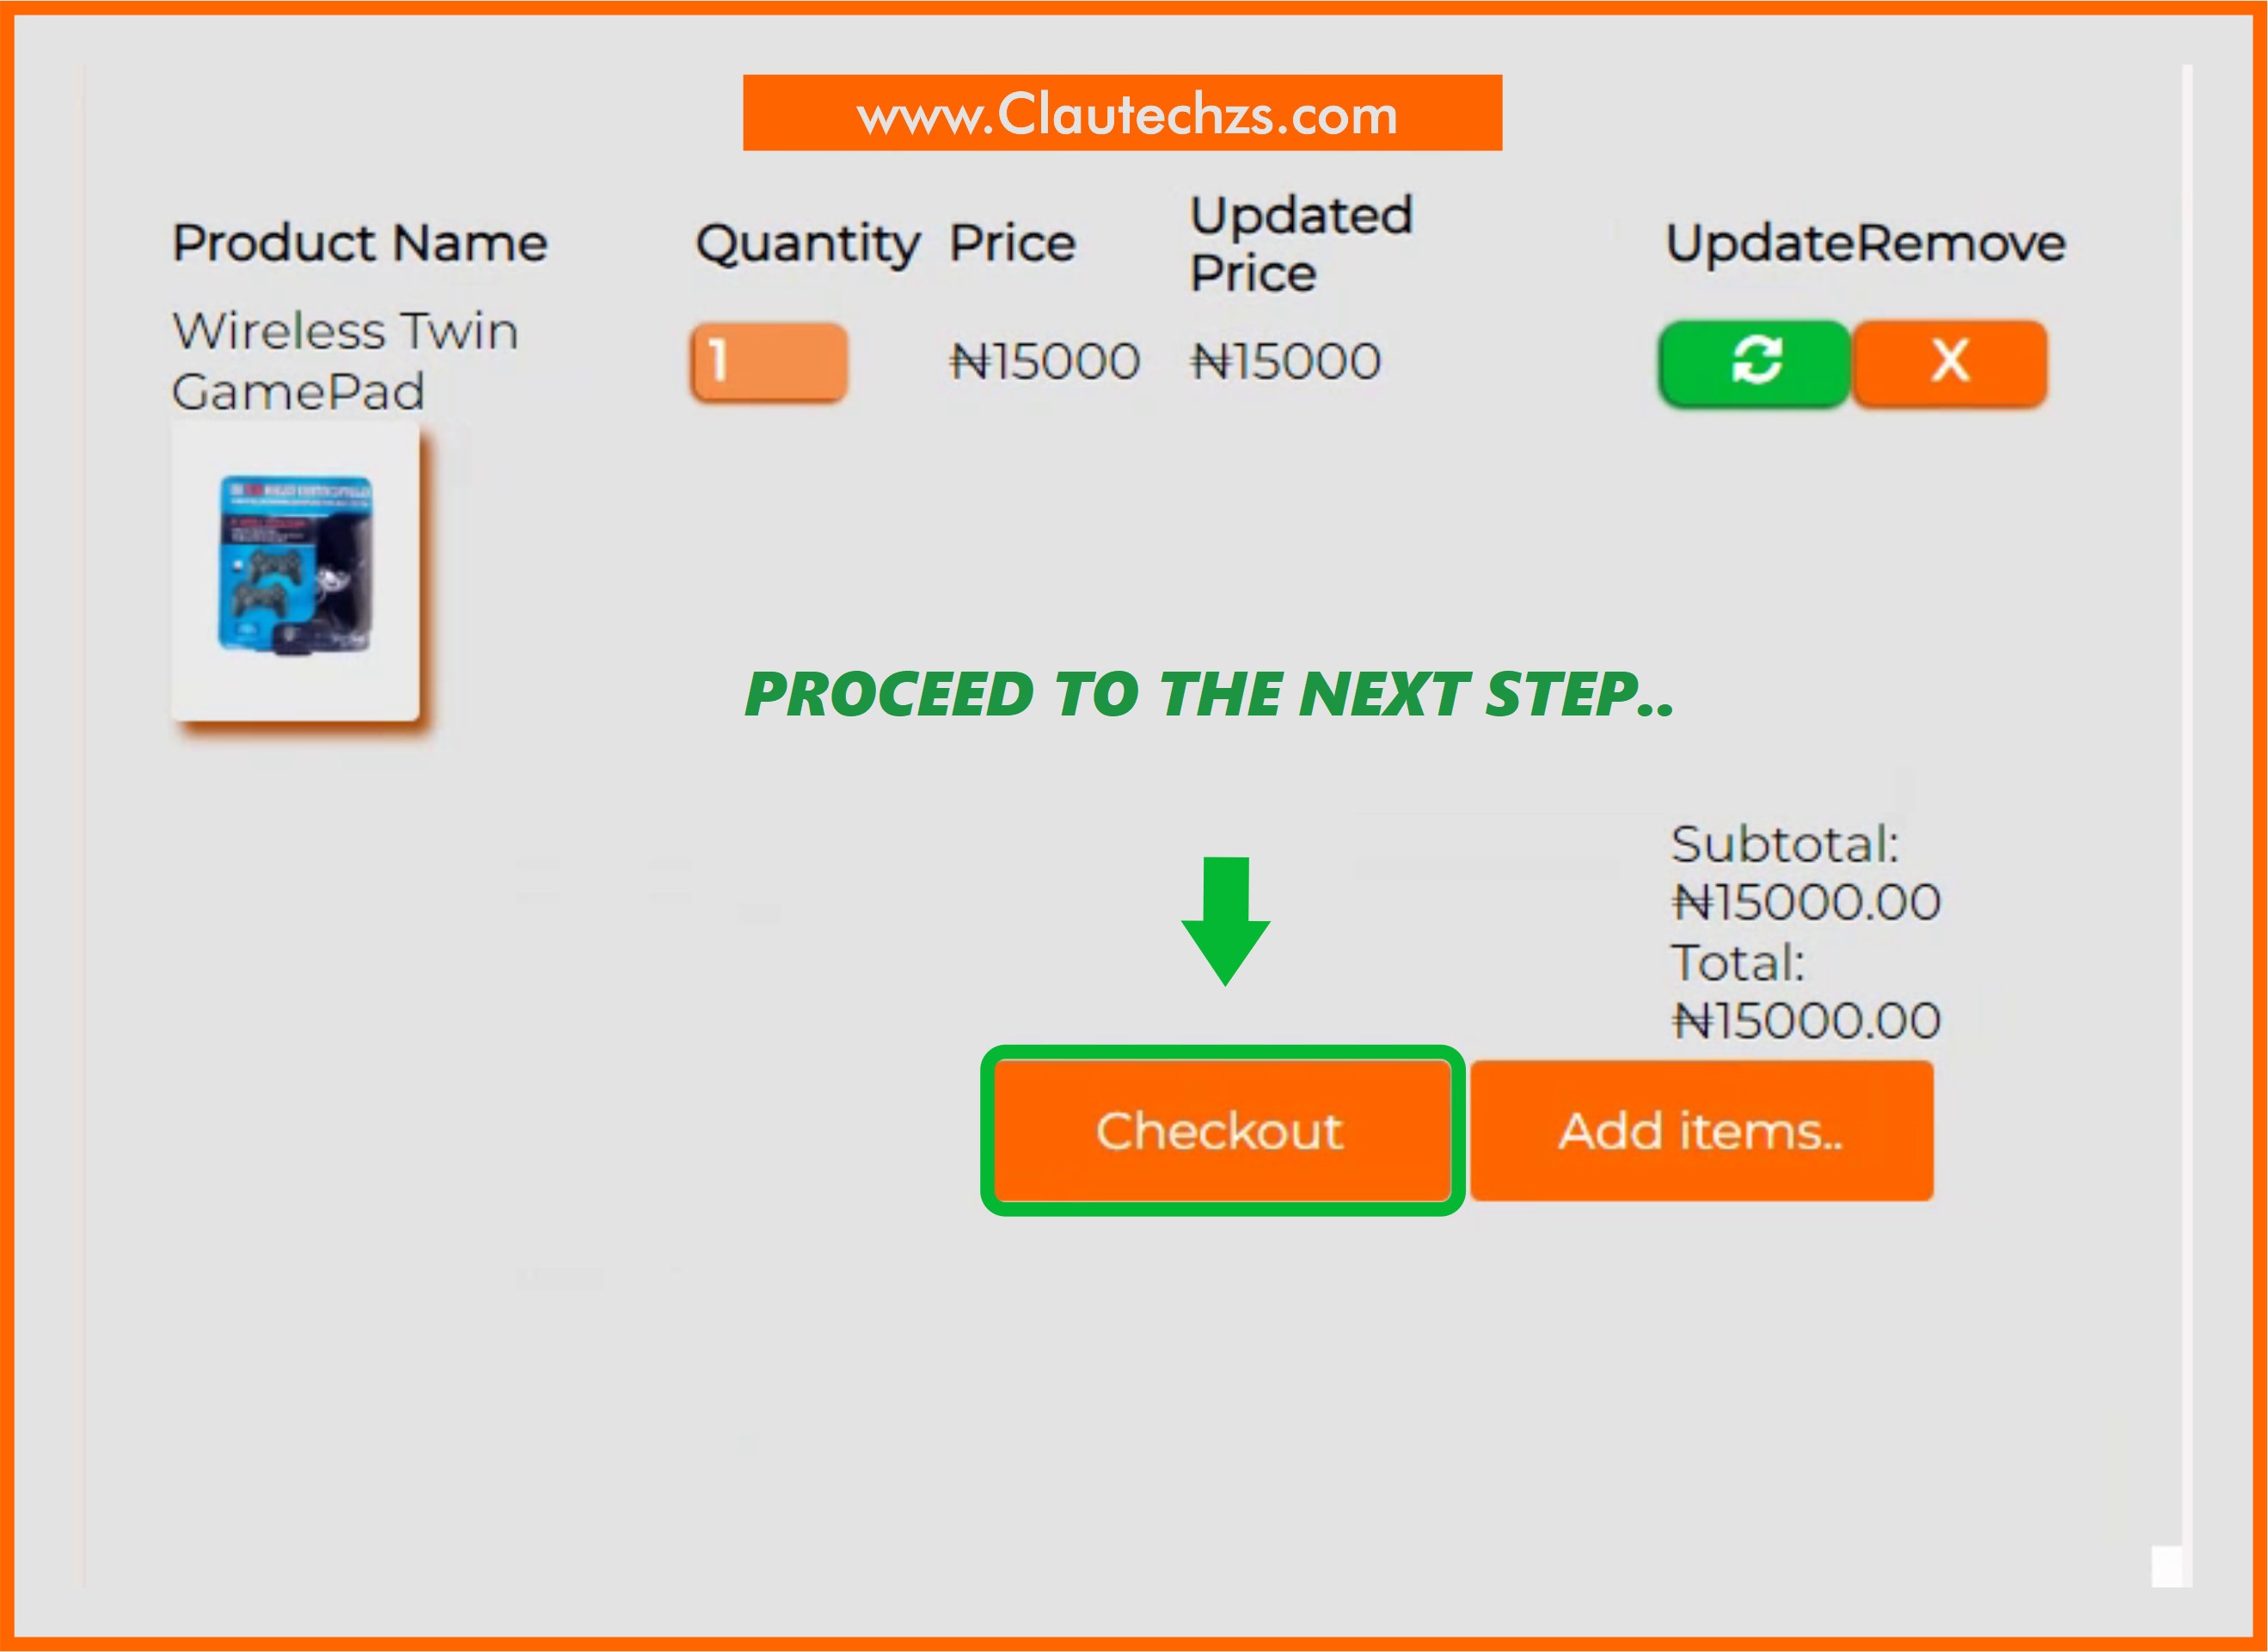 www.Clautechzs.com
Product Name Quantity Price Updated Price UpdateRemove
Wireless Twin
GamePad
1 ₦15000 ₦15000 X
PROCEED TO THE NEXT STEP..
Subtotal:
₦15000.00
Total:
₦15000.00
Checkout Add items..